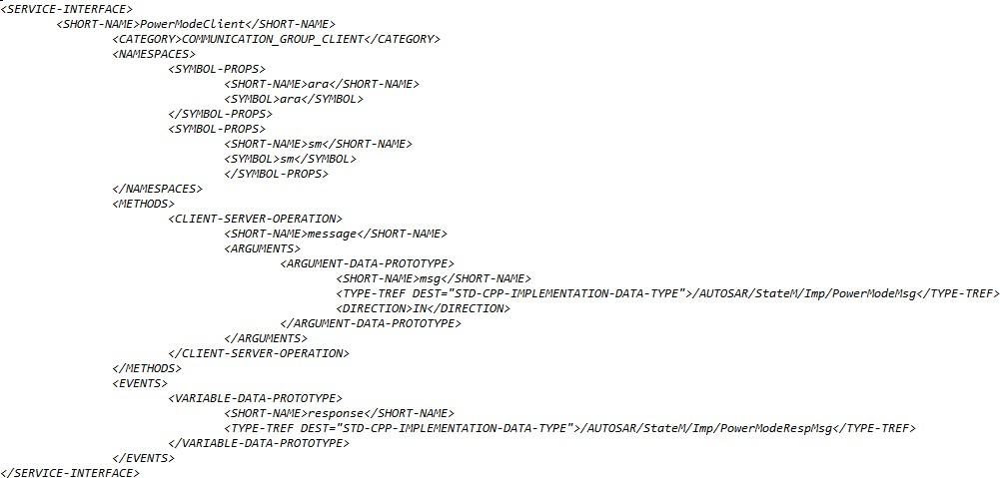 <SERVICE-INTERFACE>
<SHORT-NAME>PowerModeClient</SHORT-NAME>
<CATEGORY>COMMUNICATION_GROUP_CLIENT</CATEGORY>
<NAMESPACES>
<SYMBOL-PROPS>
<SHORT-NAME>ara</SHORT-NAME>
<SYMBOL>ara</SYMBOL>
</SYMBOL-PROPS>
<SYMBOL-PROPS>
<SHORT-NAME>sm</SHORT-NAME>
<SYMBOL>sm</SYMBOL>
</SYMBOL-PROPS>
</NAMESPACES>
<METHODS>
<CLIENT-SERVER-OPERATION>
<SHORT-NAME>message</SHORT-NAME>
<ARGUMENTS>
<ARGUMENT-DATA-PROTOTYPE>
<SHORT-NAME>msg</SHORT-NAME>
<TYPE-TREF DEST="STD-CPP-IMPLEMENTATION-DATA-TYPE">/AUTOSAR/StateM/Imp/PowerModeMsg</TYPE-TREF>
<DIRECTION>IN</DIRECTION>
</ARGUMENT-DATA-PROTOTYPE>
</ARGUMENTS>
</CLIENT-SERVER-OPERATION>
</METHODS>
<EVENTS>
<VARIABLE-DATA-PROTOTYPE>
<SHORT-NAME>response</SHORT-NAME>
<TYPE-TREF DEST="STD-CPP-IMPLEMENTATION-DATA-TYPE">/AUTOSAR/StateM/Imp/PowerModeRespMsg</TYPE-TREF>
</VARIABLE-DATA-PROTOTYPE>
</EVENTS>
</SERVICE-INTERFACE>